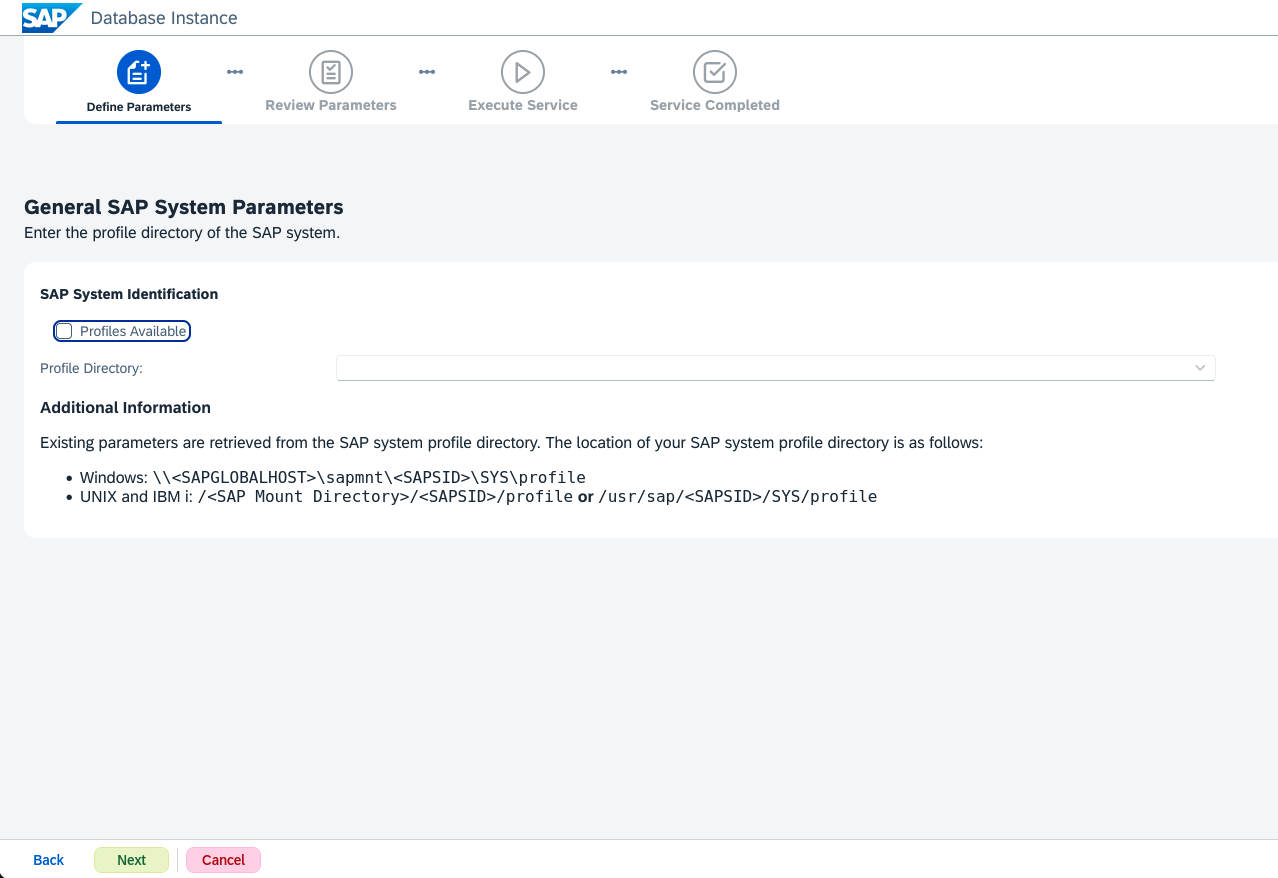 SAP Database Instance
Define Parameters
Review Parameters
Execute Service
Service Completed
General SAP System Parameters
Enter the profile directory of the SAP system.
SAP System Identification
Profiles Available
Profile Directory:
Additional Information
Existing parameters are retrieved from the SAP system profile directory. The location of your SAP system profile directory is as follows:
• Windows: \\<SAPGLOBALHOST>\sapmnt\<SAPSID>\SYS\profile
• UNIX and IBM i: /<SAP Mount Directory>/<SAPSID>/profile or /usr/sap/<SAPSID>/SYS/profile
Back Next Cancel